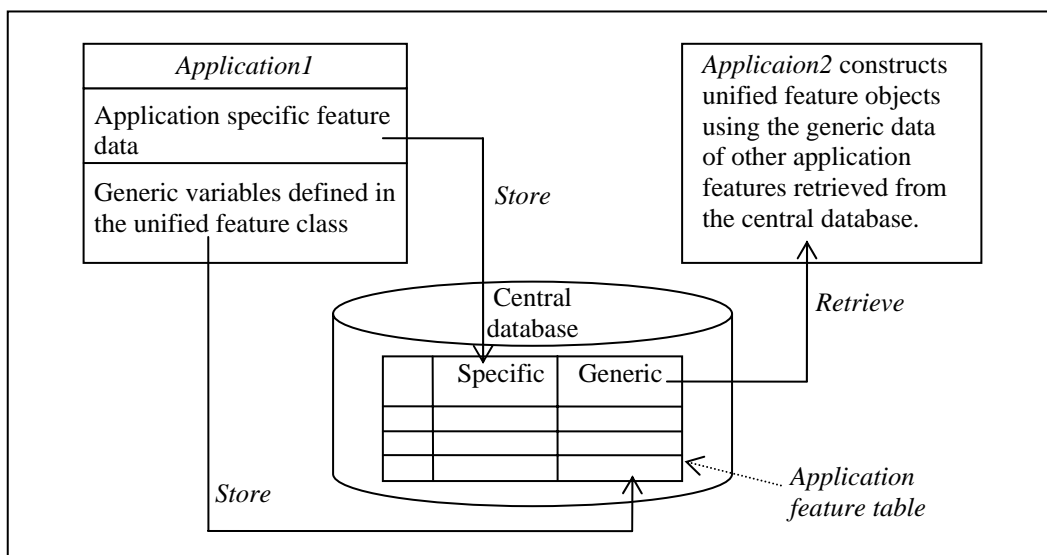 Application1
Application specific feature
data
Generic variables defined in
the unified feature class
Applicaion2 constructs
unified feature objects
using the generic data
of other application
features retrieved from
the central database.
Store
Retrieve
Central
database
Specific
Generic
Store
Application
feature table